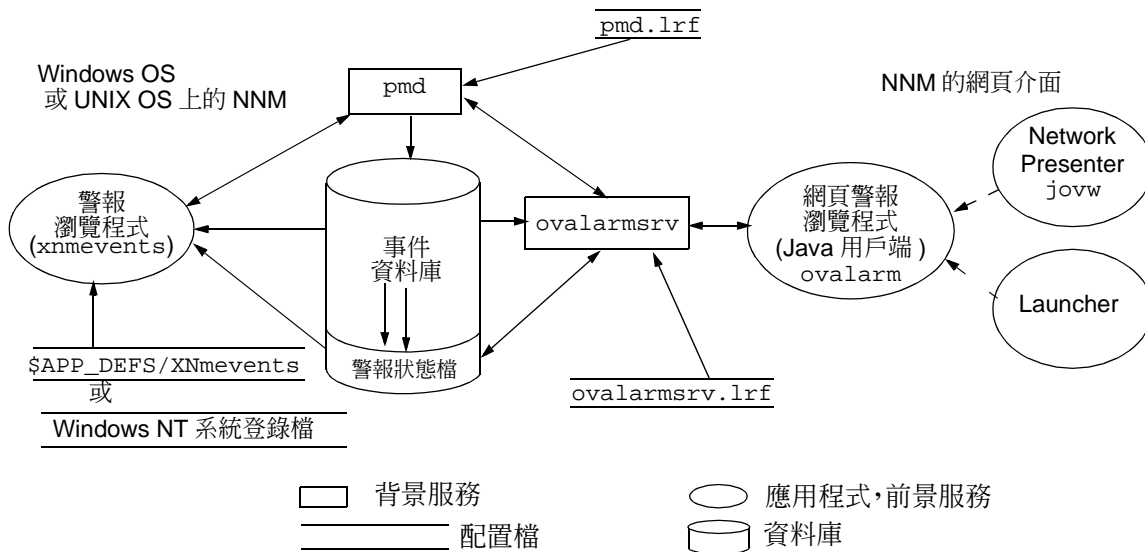 pmd.lrf
Windows OS
或 UNIX OS 上的 NNM
pmd
NNM 的網頁介面
Network
Presenter
jovw
警報
瀏覽程式
(xnmevents)
事件
資料庫
ovalarmsrv
網頁警報
瀏覽程式
(Java 用戶端 )
ovalarm
Launcher
警報狀態檔
$APP_DEFS/XNmevents
或
Windows NT 系統登錄檔
ovalarmsrv.lrf
背景服務
應用程式，前景服務
配置檔
資料庫